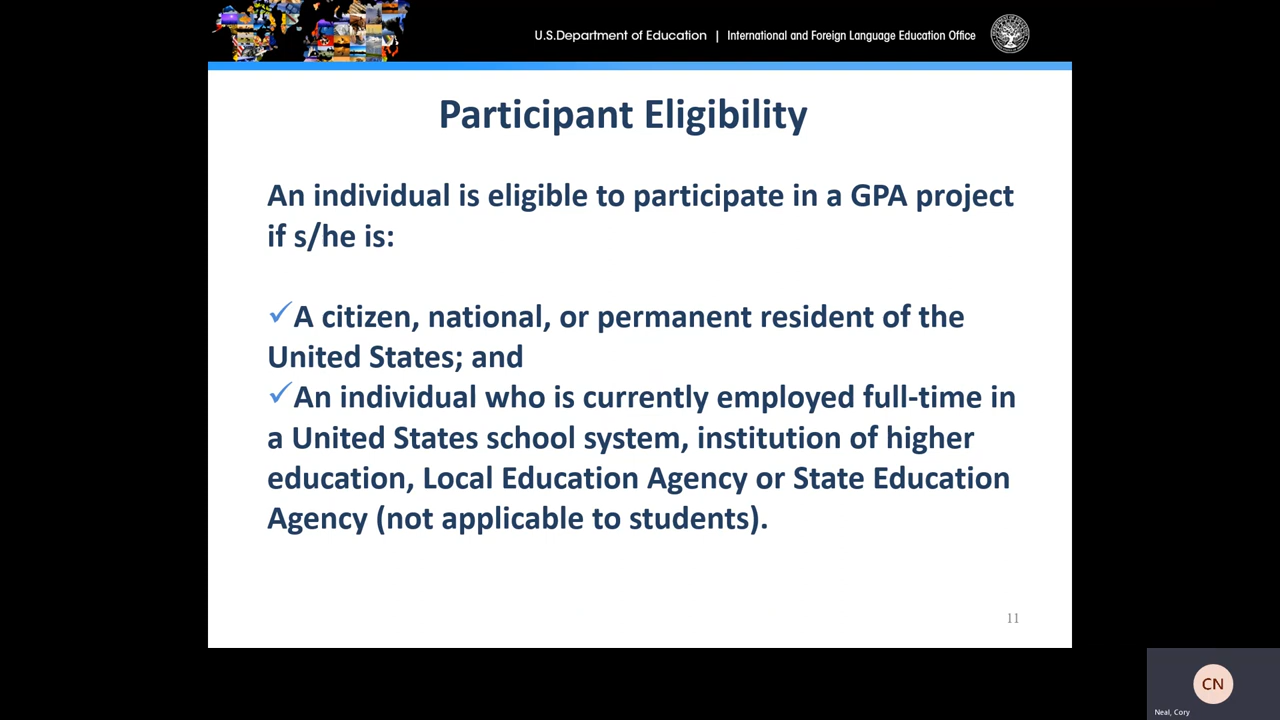 U.S.Department of Education | International and Foreign Language Education Office
Participant Eligibility
An individual is eligible to participate in a GPA project
if s/he is:
✓A citizen, national, or permanent resident of the
United States; and
✓An individual who is currently employed full-time in
a United States school system, institution of higher
education, Local Education Agency or State Education
Agency (not applicable to students).
11
CN
Neal, Cory